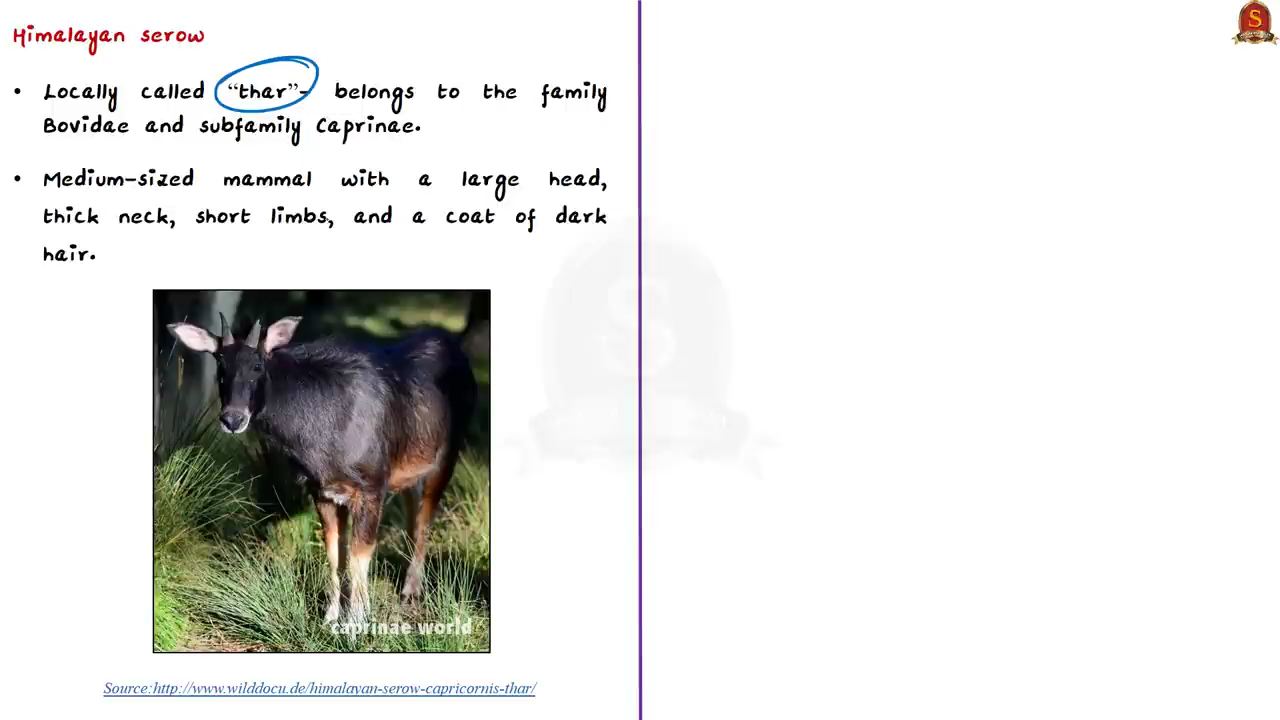 Himalayan serow
• Locally called “thar”- belongs to the family
Bovidae and subfamily Caprinae.
• Medium-sized mammal with a large head,
thick neck, short limbs, and a coat of dark
hair.
caprinae world
Source:http://www.wilddocu.de/himalayan-serow-capricornis-thar/
S